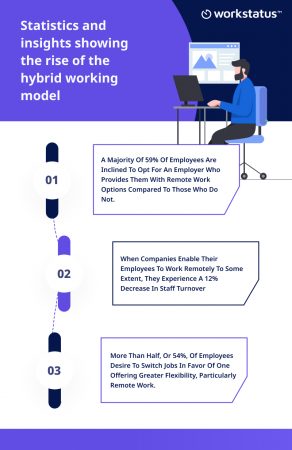 Statistics and
insights showing
the rise of the
hybrid working
model
workstatus™
01
A Majority Of 59% Of Employees Are
Inclined To Opt For An Employer Who
Provides Them With Remote Work
Options Compared To Those Who Do
Not.
02
When Companies Enable Their
Employees To Work Remotely To Some
Extent, They Experience A 12%
Decrease In Staff Turnover
03
More Than Half, Or 54%, Of Employees
Desire To Switch Jobs In Favor Of One
Offering Greater Flexibility, Particularly
Remote Work.